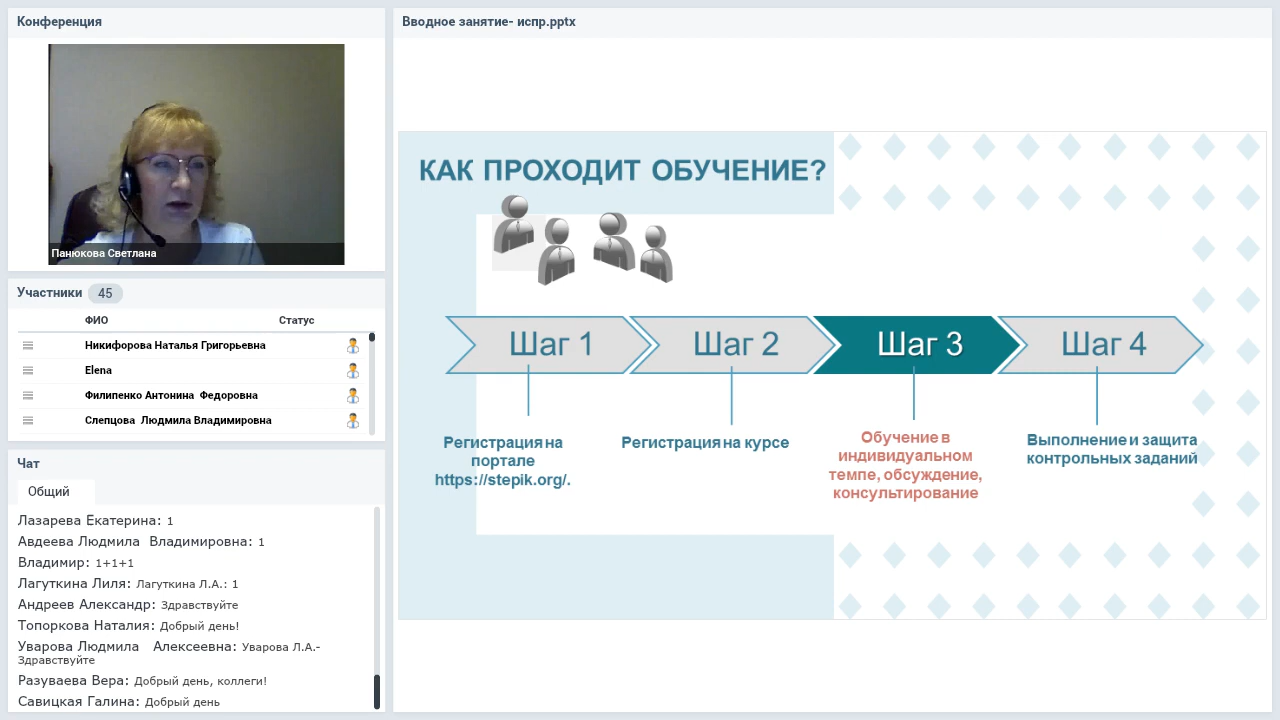 Конференция
Панюкова Светлана
Участники 45
ФИО Статус
Никифорова Наталья Григорьевна
Elena
Филипенко Антонина Федоровна
Слепцова Людмила Владимировна
Чат
Общий
Лазарева Екатерина: 1
Авдеева Людмила Владимировна: 1
Владимир: 1+1+1
Лагуткина Лиля: Лагуткина Л.А.: 1
Андреев Александр: Здравствуйте
Топоркова Наталия: Добрый день!
Уварова Людмила Алексеевна: Уварова Л.А.-
Здравствуйте
Разуваева Вера: Добрый день, коллеги!
Савицкая Галина: Добрый день
Вводное занятие- испр.pptx
КАК ПРОХОДИТ ОБУЧЕНИЕ?
Шаг 1
Шаг 2
Шаг 3
Шаг 4
Регистрация на
портале
https://stepik.org/.
Регистрация на курсе
Обучение в
индивидуальном
темпе, обсуждение,
консультирование
Выполнение и защита
контрольных заданий